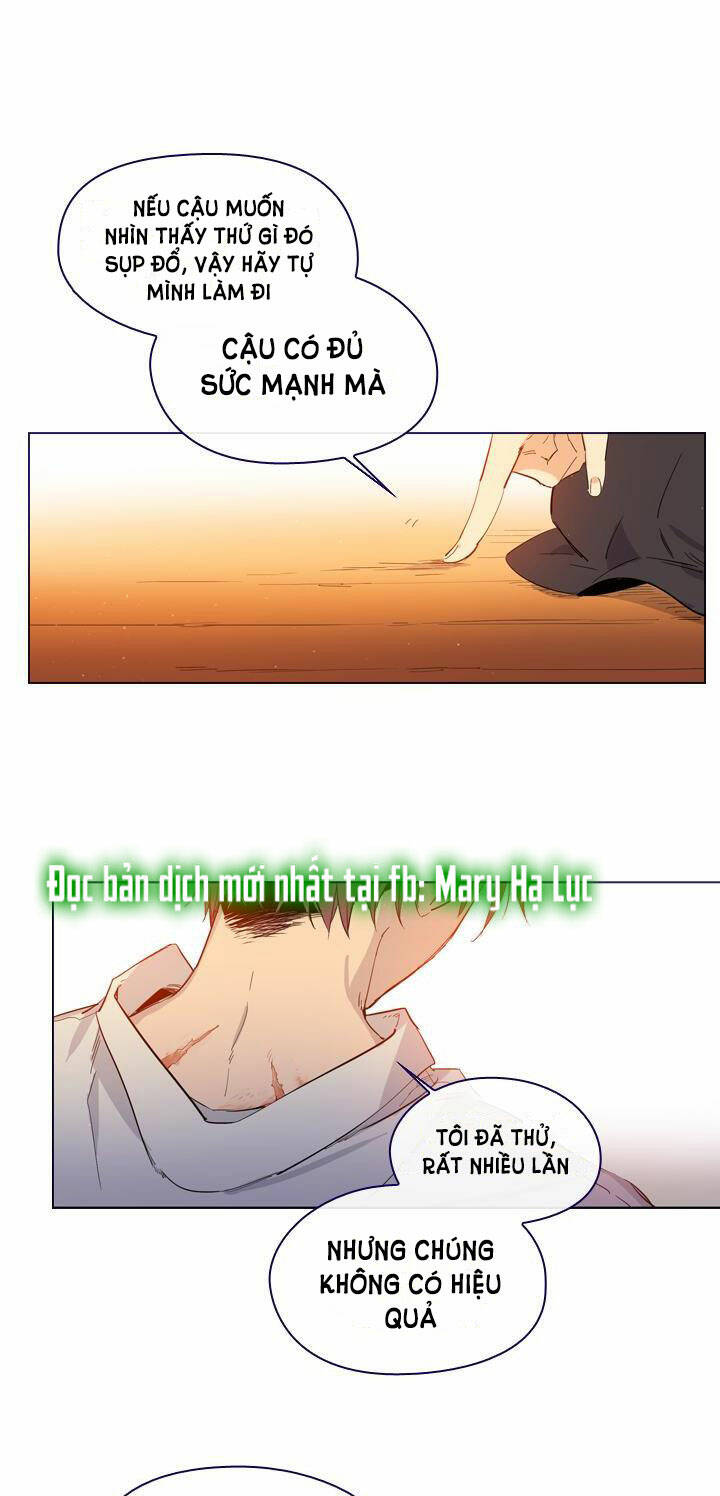 NẾU CẬU MUỐN
NHÌN THẤY THỨ GÌ ĐÓ
SỤP ĐỔ, VẬY HÃY TỰ
MÌNH LÀM ĐI
CẬU CÓ ĐỦ
SỨC MẠNH MÀ
Đọc bản dịch mới nhất tại fb: Mary Hạ Lục
TÔI ĐÃ THỬ,
RẤT NHIỀU LẦN
NHƯNG CHÚNG
KHÔNG CÓ HIỆU
QUẢ